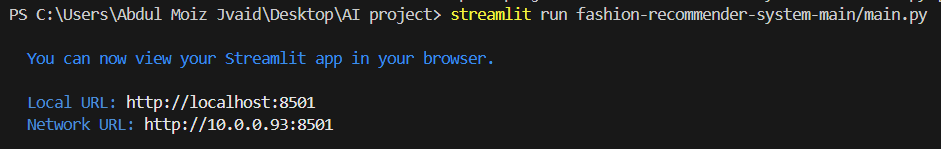 PS C:\Users\Abdul Moiz Jvaid\Desktop\AI project> streamlit run fashion-recommender-system-main/main.py
You can now view your Streamlit app in your browser.
Local URL: http://localhost:8501
Network URL: http://10.0.0.93:8501